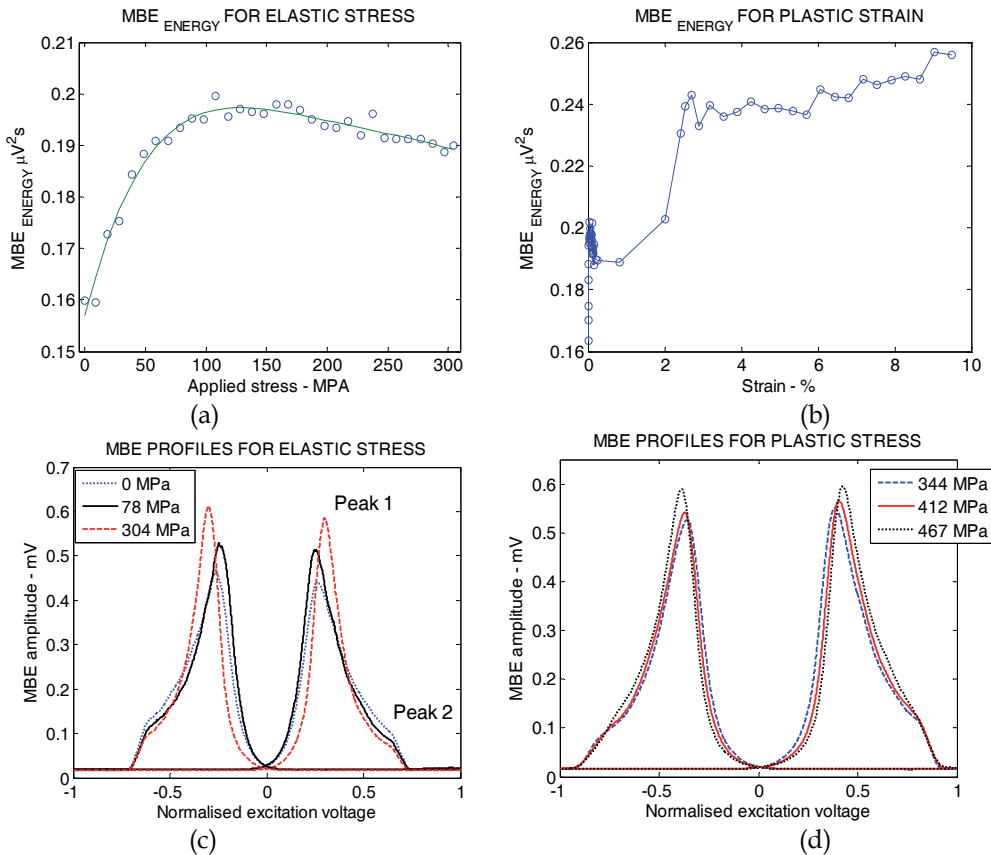 MBE ENERGY FOR ELASTIC STRESS
0.21
0.2
0.19
0.18
0.17
0.16
0.15
MBE ENERGY μV²s
0 50 100 150 200 250 300
Applied stress - MPA
(a)
MBE ENERGY FOR PLASTIC STRAIN
0.26
0.24
0.22
0.2
0.18
0.16
MBE ENERGY μV²s
0 2 4 6 8 10
Strain - %
(b)
MBE PROFILES FOR ELASTIC STRESS
0.7
0.6
0.5
0.4
0.3
0.2
0.1
0
MBE amplitude - mV
0 MPa
78 MPa
304 MPa
Peak 1
Peak 2
-1 -0.5 0 0.5 1
Normalised excitation voltage
(c)
MBE PROFILES FOR PLASTIC STRESS
0.6
0.5
0.4
0.3
0.2
0.1
0
MBE amplitude - mV
344 MPa
412 MPa
467 MPa
-1 -0.5 0 0.5 1
Normalised excitation voltage
(d)